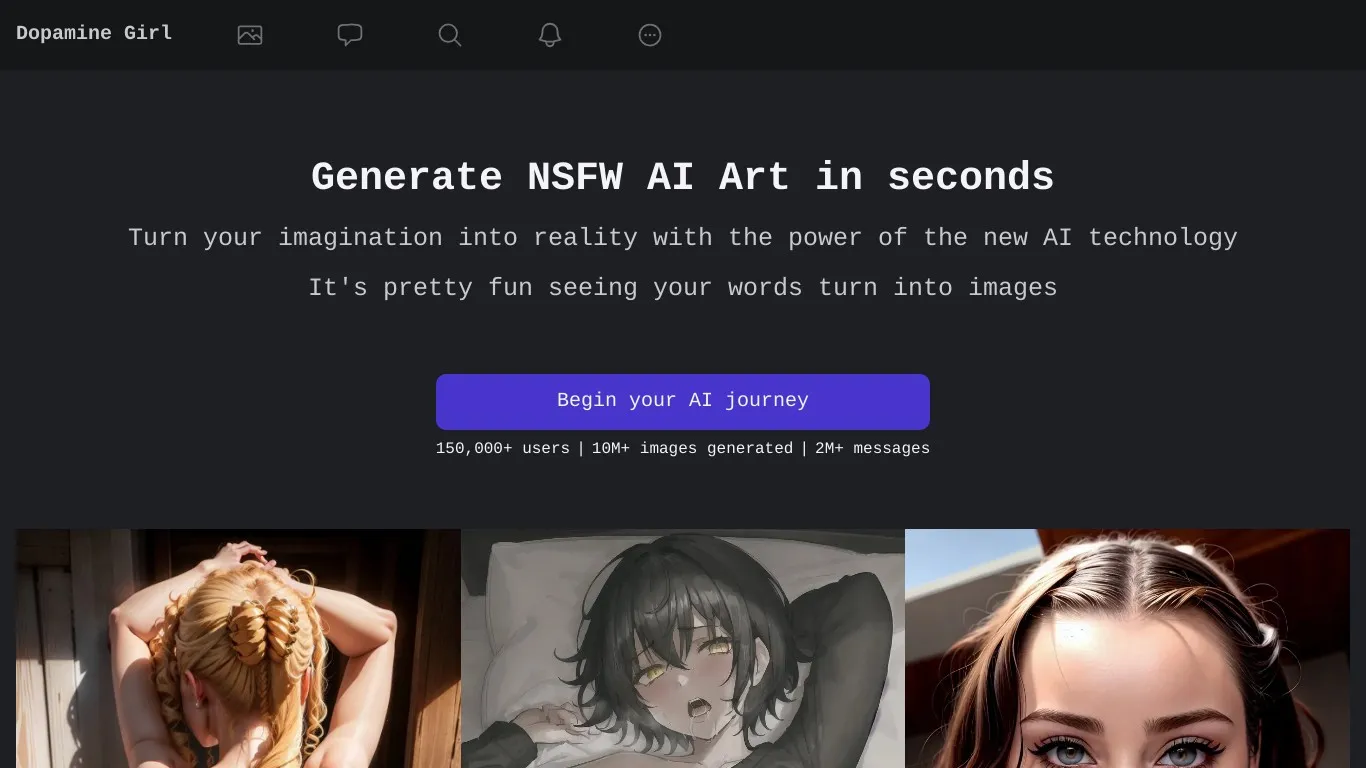 Dopamine Girl
Generate NSFW AI Art in seconds
Turn your imagination into reality with the power of the new AI technology
It's pretty fun seeing your words turn into images
Begin your AI journey
150,000+ users | 10M+ images generated | 2M+ messages